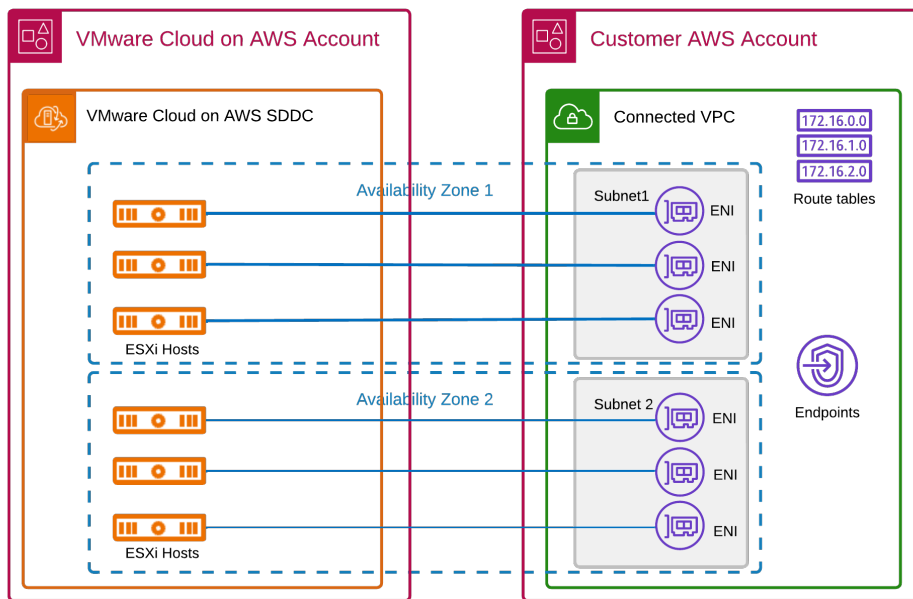 VMware Cloud on AWS Account
Customer AWS Account
VMware Cloud on AWS SDDC
Connected VPC
172.16.0.0
172.16.1.0
172.16.2.0
Route tables
Availability Zone 1
Subnet1
ENI
ENI
ENI
ESXi Hosts
Availability Zone 2
Subnet 2
ENI
ENI
ENI
ESXi Hosts
Endpoints